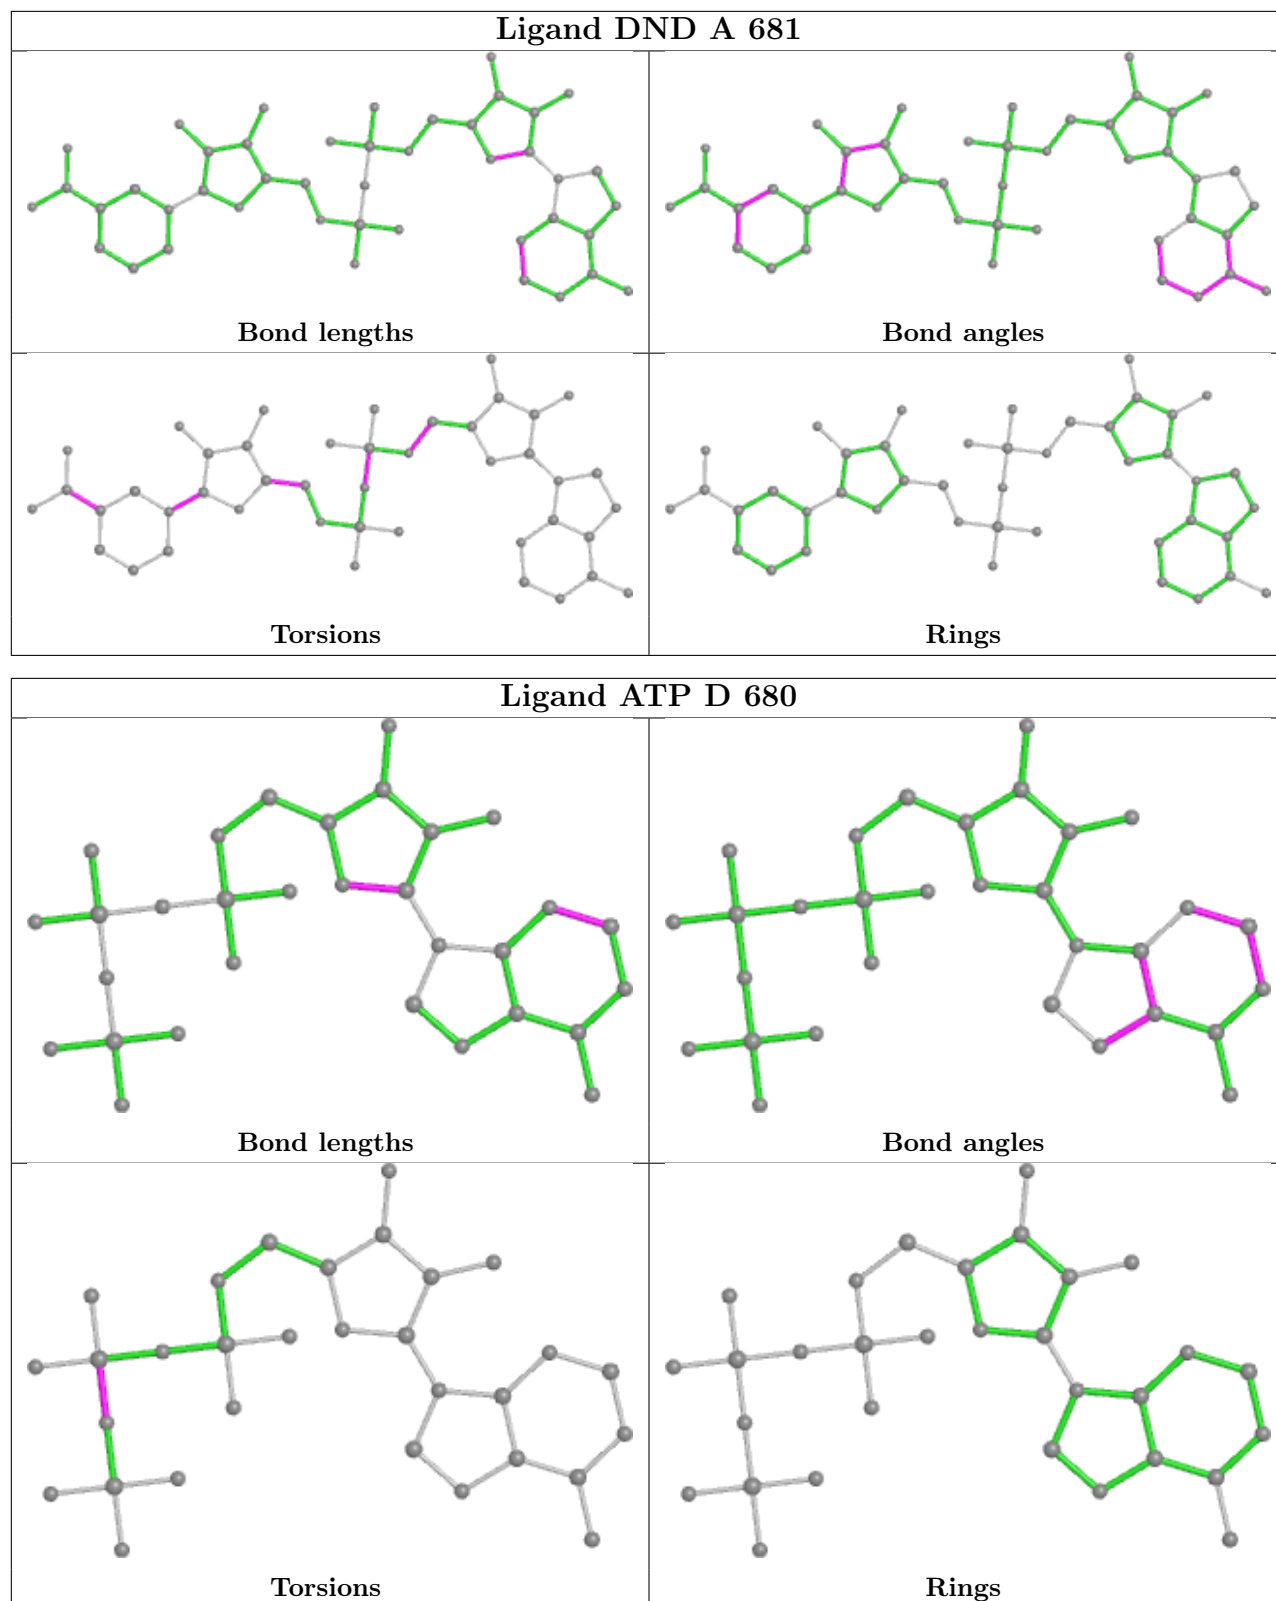 Ligand DND A 681
Bond lengths
Bond angles
Torsions
Rings
Ligand ATP D 680
Bond lengths
Bond angles
Torsions
Rings